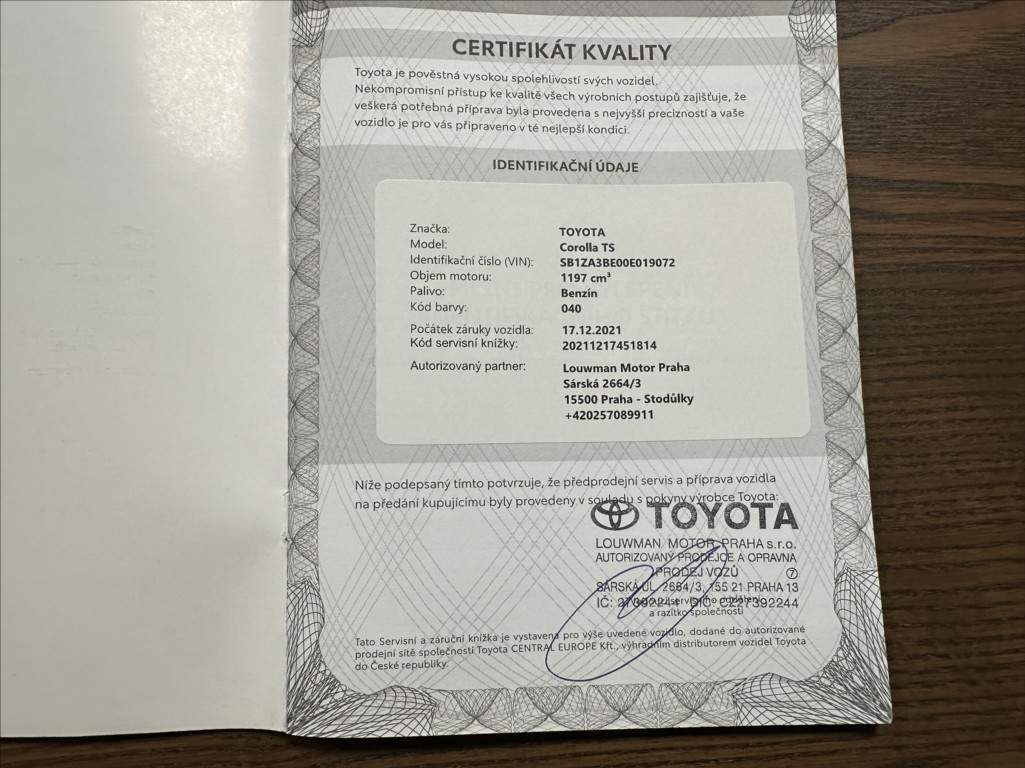 CERTIFIKÁT KVALITY
Toyota je pověstná vysokou spolehlivostí svých vozidel.
Nekompromisní přístup ke kvalitě všech výrobních postupů zajišťuje, že
veškerá potřebná příprava byla provedena s nejvyšší precizností a vaše
vozidlo je pro vás připraveno v té nejlepší kondici.
IDENTIFIKAČNÍ ÚDAJE
Značka: TOYOTA
Model: Corolla TS
Identifikační číslo (VIN): SB1ZA3BE00E019072
Objem motoru: 1197 cm³
Palivo: Benzín
Kód barvy: 040
Počátek záruky vozidla: 17.12.2021
Kód servisní knížky: 20211217451814
Autorizovaný partner: Louwman Motor Praha
Sárská 2664/3
15500 Praha - Stodůlky
+420257089911
Níže podepsaný tímto potvrzuje, že předprodejní servis a příprava vozidla
na předání kupujícímu byly provedeny v souladu s pokyny výrobce Toyota:
TOYOTA
LOUWMAN MOTOR PRAHA s.r.o.
AUTORIZOVANÝ PRODEJCE A OPRAVNA
PRODEJ VOZŮ 7
SÁRSKÁ UL. 2664/3, 155 21 PRAHA 13
IČ: 27392244 DIČ: CZ27392244
a razítko společnosti
Tato Servisní a záruční knížka je vystavena pro výše uvedené vozidlo, dodané do autorizované
prodejní sítě společností Toyota CENTRAL EUROPE Kft., výhradním distributorem vozidel Toyota
do České republiky.